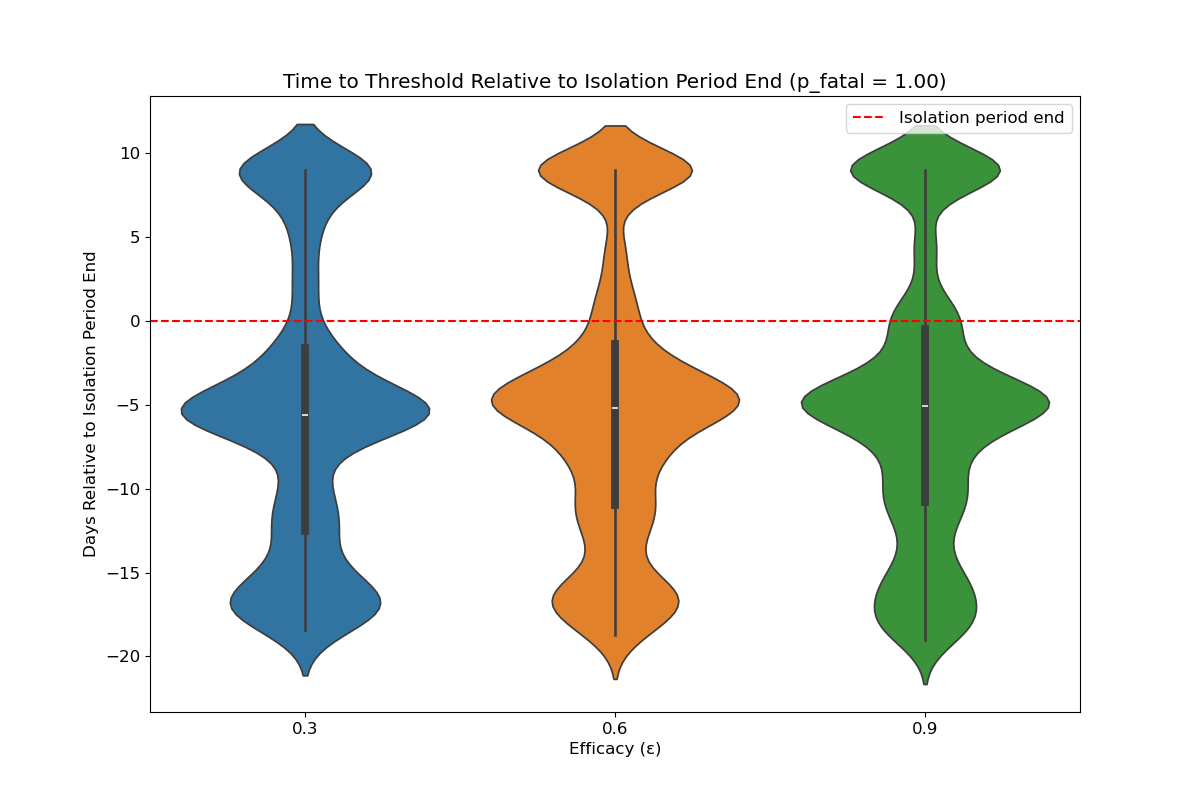 Time to Threshold Relative to Isolation Period End (p_fatal = 1.00)
Isolation period end
10
5
0
−5
−10
−15
−20
Days Relative to Isolation Period End
0.3
0.6
0.9
Efficacy (ε)